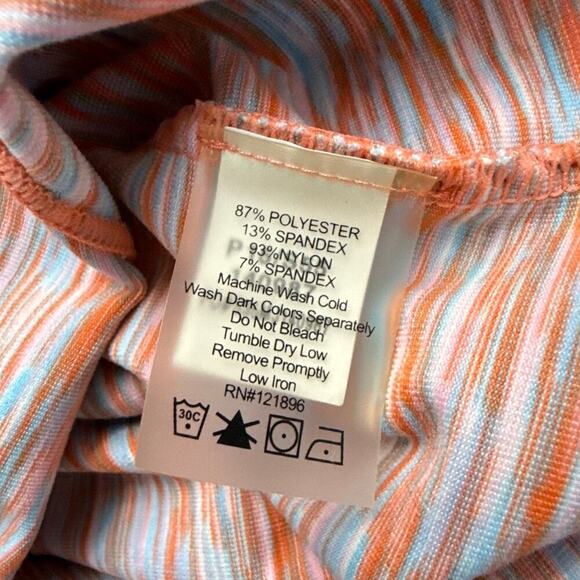 87% POLYESTER
13% SPANDEX
93%NYLON
7% SPANDEX
Machine Wash Cold
Wash Dark Colors Separately
Do Not Bleach
Tumble Dry Low
Remove Promptly
Low Iron
RN#121896
30C